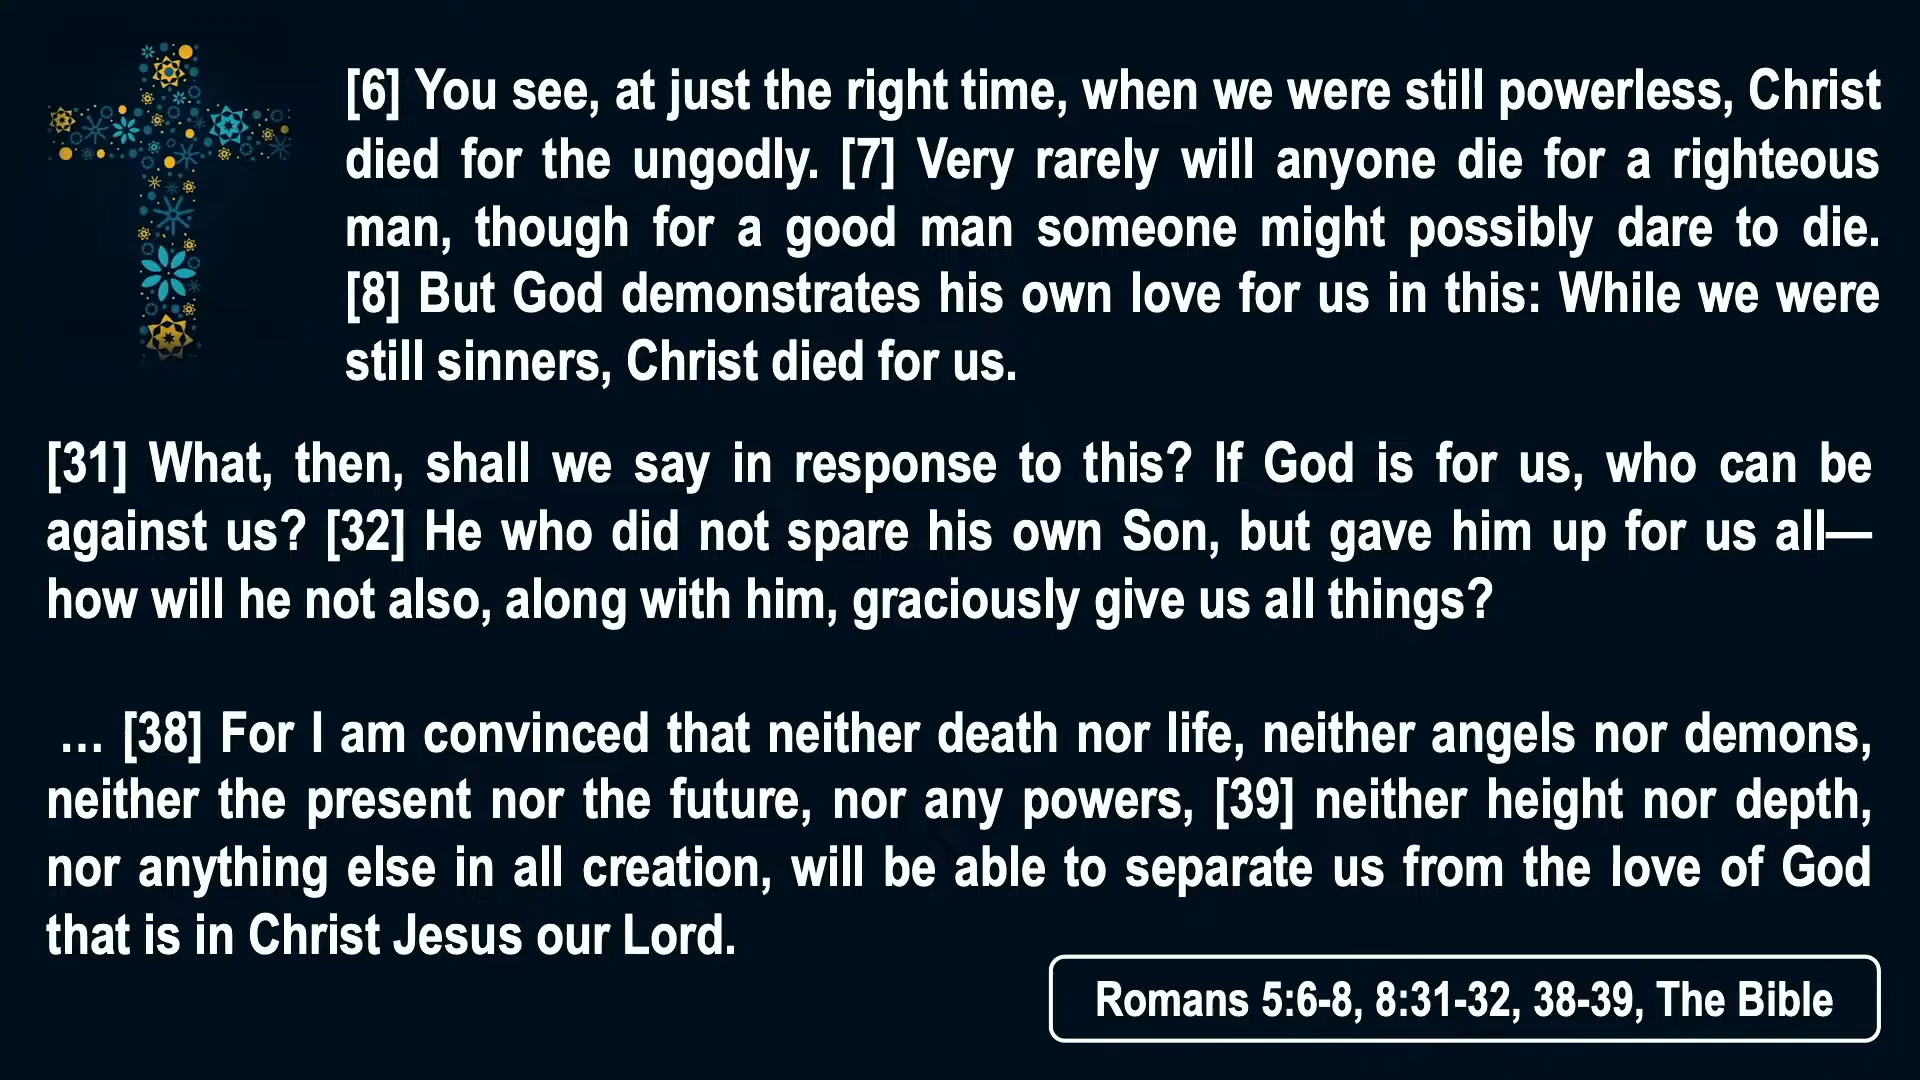 [6] You see, at just the right time, when we were still powerless, Christ
died for the ungodly. [7] Very rarely will anyone die for a righteous
man, though for a good man someone might possibly dare to die.
[8] But God demonstrates his own love for us in this: While we were
still sinners, Christ died for us.
[31] What, then, shall we say in response to this? If God is for us, who can be
against us? [32] He who did not spare his own Son, but gave him up for us all—
how will he not also, along with him, graciously give us all things?
… [38] For I am convinced that neither death nor life, neither angels nor demons,
neither the present nor the future, nor any powers, [39] neither height nor depth,
nor anything else in all creation, will be able to separate us from the love of God
that is in Christ Jesus our Lord.
Romans 5:6-8, 8:31-32, 38-39, The Bible